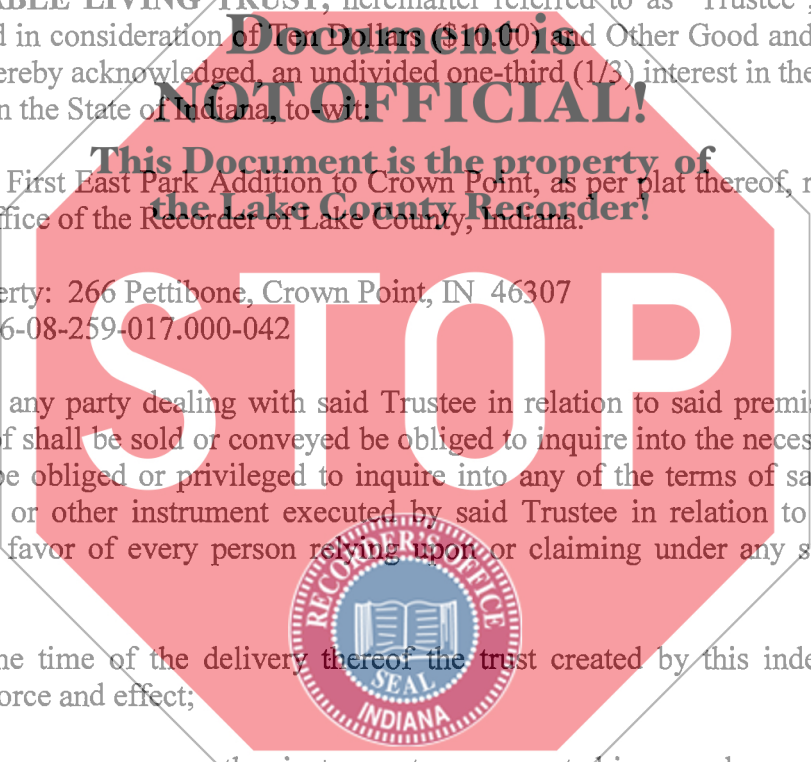 ABLE LIVING TRUST, hereinafter referred to as "Trustee",
d in consideration of Ten Dollars ($10.00) and Other Good and
Document is
ereby acknowledged, an undivided one-third (1/3) interest in the
n the State of Indiana, to-wit:
NOT OFFICIAL!
This Document is the property of
First East Park Addition to Crown Point, as per plat thereof, r
the Lake County Recorder!
ffice of the Recorder of Lake County, Indiana.
erty: 266 Pettibone, Crown Point, IN 46307
6-08-259-017.000-042
STOP
any party dealing with said Trustee in relation to said premis
of shall be sold or conveyed be obliged to inquire into the necess
be obliged or privileged to inquire into any of the terms of sa
or other instrument executed by said Trustee in relation to
favor of every person relying upon or claiming under any s
RECORDER'S OFFICE
SEAL
INDIANA
he time of the delivery thereof the trust created by this inde
orce and effect;